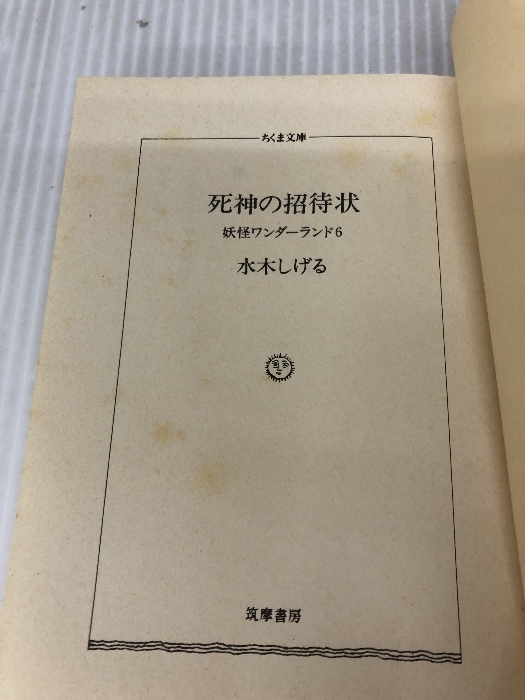 ちくま文庫
死神の招待状
妖怪ワンダーランド6
水木しげる
筑摩書房